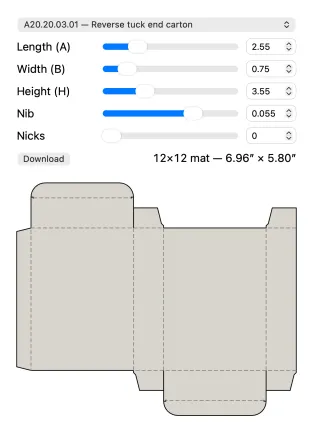 A20.20.03.01 — Reverse tuck end carton
Length (A) 2.55
Width (B) 0.75
Height (H) 3.55
Nib 0.055
Nicks 0
Download 12×12 mat — 6.96″ × 5.80″